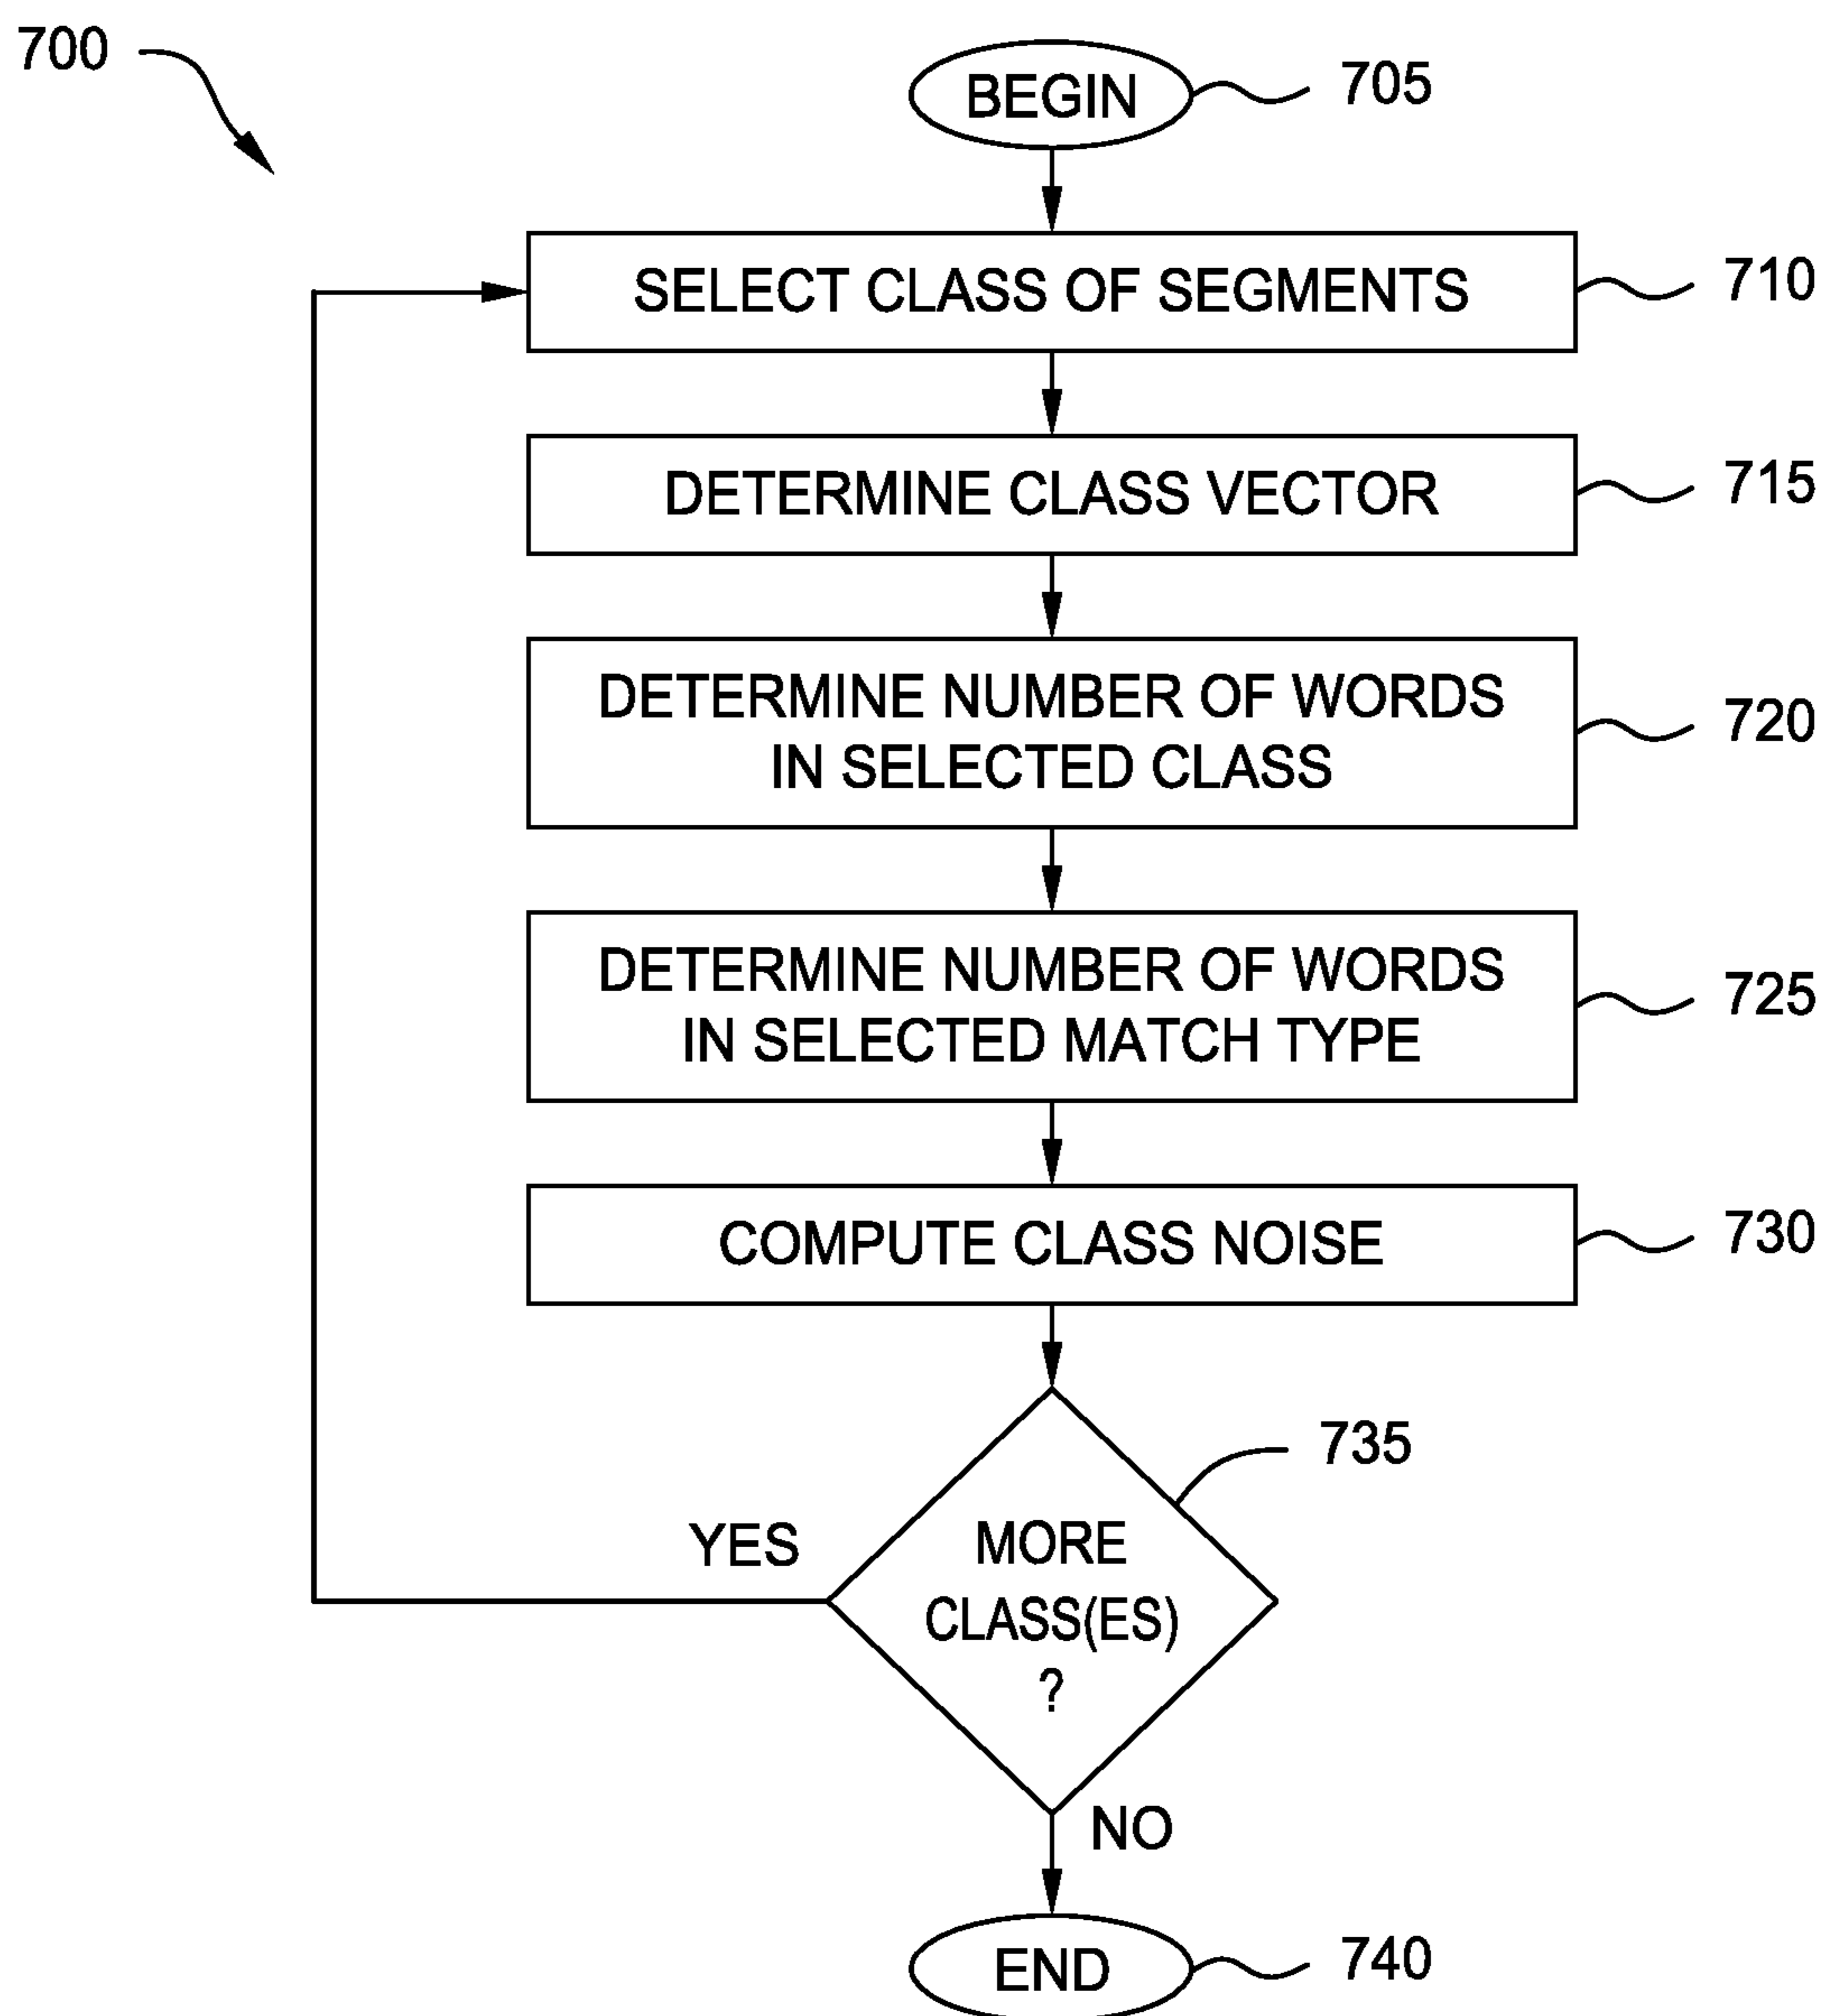 700
BEGIN
705
SELECT CLASS OF SEGMENTS
710
DETERMINE CLASS VECTOR
715
DETERMINE NUMBER OF WORDS
IN SELECTED CLASS
720
DETERMINE NUMBER OF WORDS
IN SELECTED MATCH TYPE
725
COMPUTE CLASS NOISE
730
735
MORE
CLASS(ES)
?
YES
NO
END
740